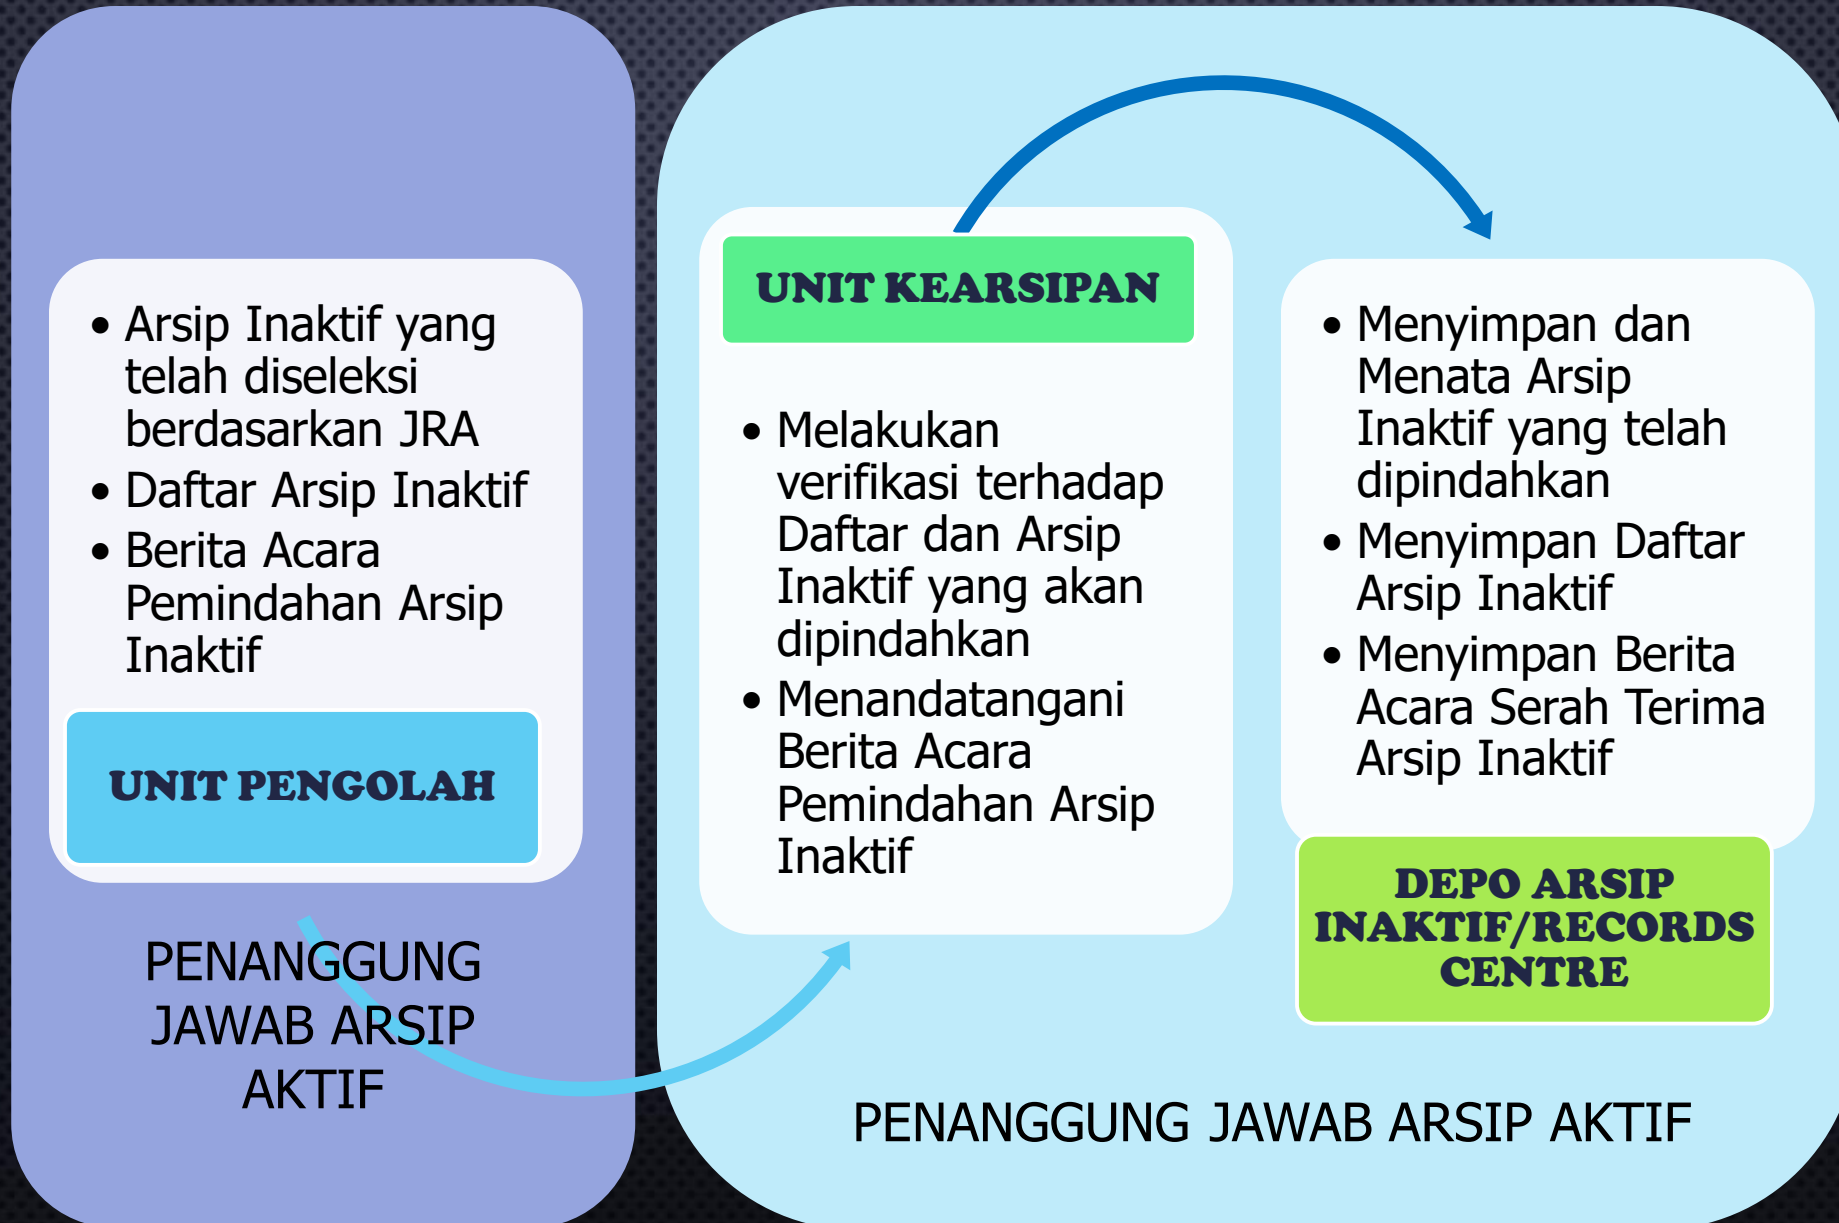 • Arsip Inaktif yang
telah diseleksi
berdasarkan JRA
• Daftar Arsip Inaktif
• Berita Acara
Pemindahan Arsip
Inaktif
UNIT PENGOLAH
PENANGGUNG
JAWAB ARSIP
AKTIF
UNIT KEARSIPAN
• Melakukan
verifikasi terhadap
Daftar dan Arsip
Inaktif yang akan
dipindahkan
• Menandatangani
Berita Acara
Pemindahan Arsip
Inaktif
• Menyimpan dan
Menata Arsip
Inaktif yang telah
dipindahkan
• Menyimpan Daftar
Arsip Inaktif
• Menyimpan Berita
Acara Serah Terima
Arsip Inaktif
DEPO ARSIP
INAKTIF/RECORDS
CENTRE
PENANGGUNG JAWAB ARSIP AKTIF